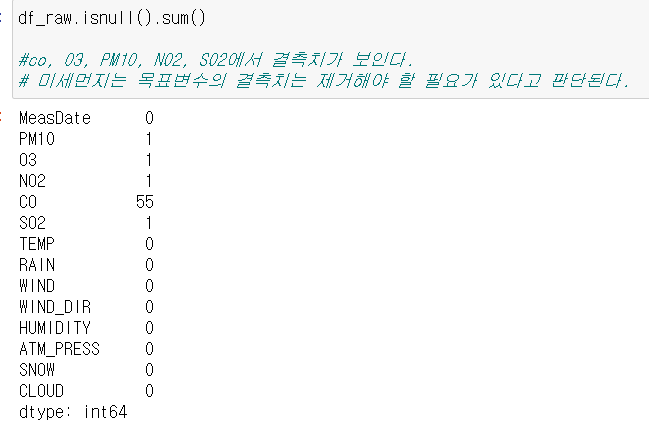 df_raw.isnull().sum()
#co, O3, PM10, NO2, SO2에서 결측치가 보인다.
# 미세먼지는 목표변수의 결측치는 제거해야 할 필요가 있다고 판단된다.
MeasDate 0
PM10 1
O3 1
NO2 1
CO 55
SO2 1
TEMP 0
RAIN 0
WIND 0
WIND_DIR 0
HUMIDITY 0
ATM_PRESS 0
SNOW 0
CLOUD 0
dtype: int64